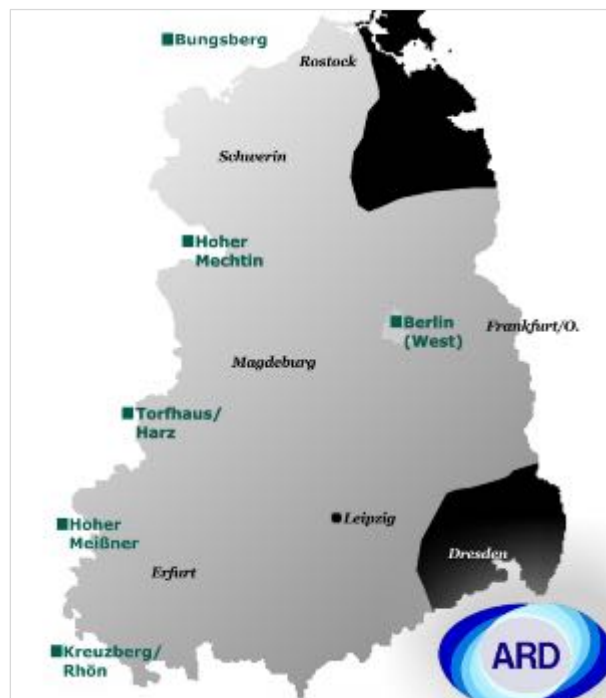 Bungsberg
Rostock
Schwerin
Hoher
Mechtin
Berlin
(West)
Frankfurt/O.
Magdeburg
Torfhaus/
Harz
Leipzig
Hoher
Meißner
Dresden
Erfurt
Kreuzberg/
Rhön
ARD